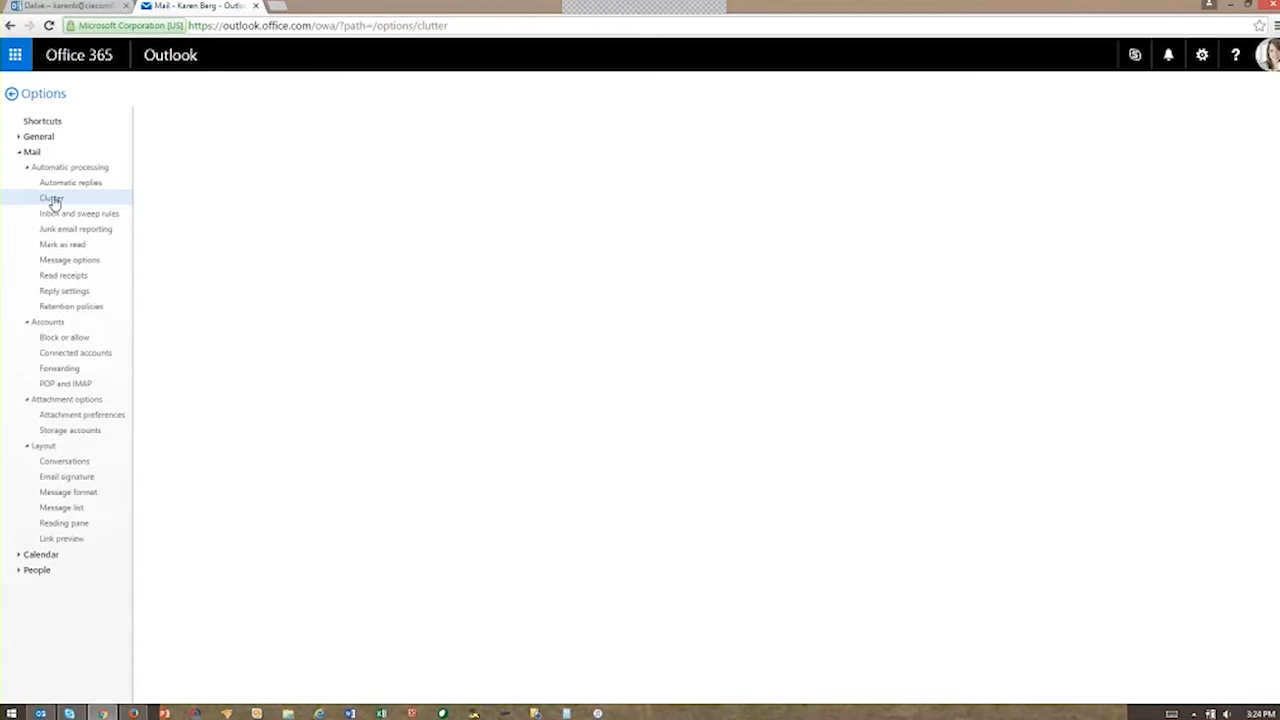 Delve - karenb@ciecoml
Mail - Karen Berg - Outlo
Microsoft Corporation [US] https://outlook.office.com/owa/?path=/options/clutter
Office 365 Outlook
Options
Shortcuts
General
Mail
Automatic processing
Automatic replies
Clutter
Inbox and sweep rules
Junk email reporting
Mark as read
Message options
Read receipts
Reply settings
Retention policies
Accounts
Block or allow
Connected accounts
Forwarding
POP and IMAP
Attachment options
Attachment preferences
Storage accounts
Layout
Conversations
Email signature
Message format
Message list
Reading pane
Link preview
Calendar
People
3:24 PM